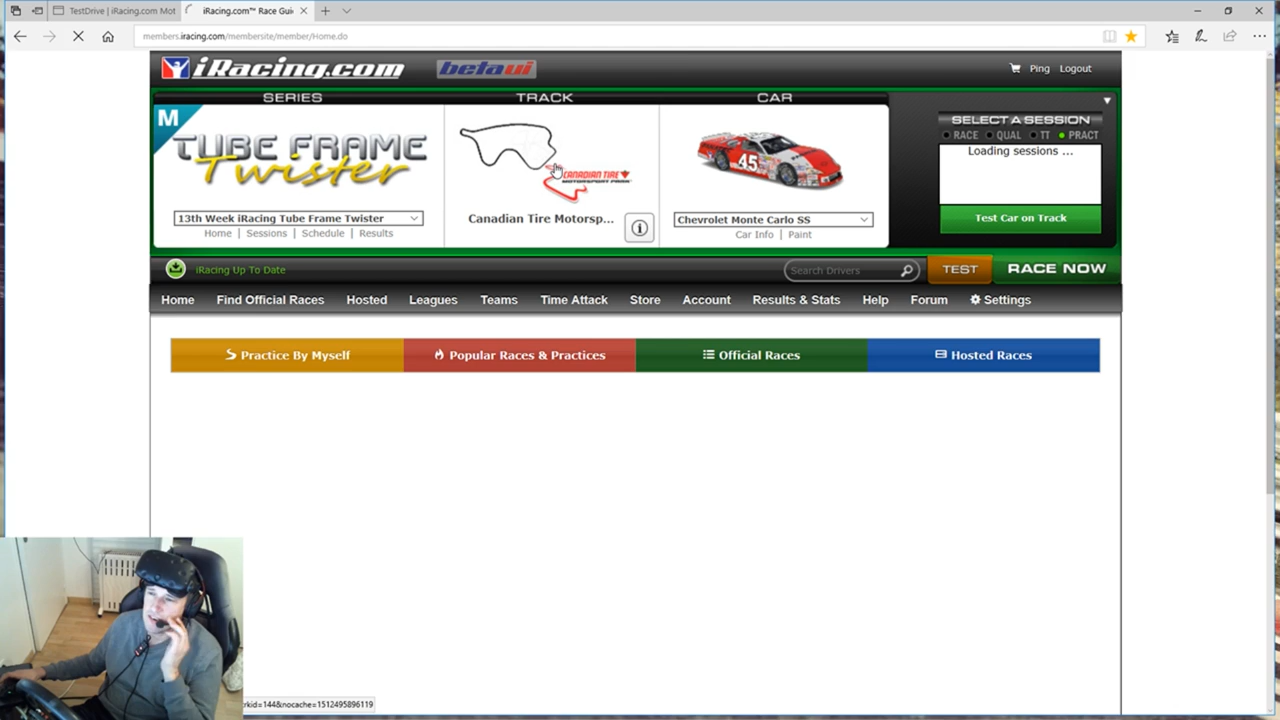 TestDrive | iRacing.com Mot
iRacing.com™ Race Gui
members.iracing.com/membersite/member/Home.do
iRacing.com
betaui
Ping
Logout
SERIES
TRACK
CAR
M
TUBE FRAME
Twister
13th Week iRacing Tube Frame Twister
Home | Sessions | Schedule | Results
CANADIAN TIRE
MOTORSPORT PARK
Canadian Tire Motorsp...
45
Chevrolet Monte Carlo SS
Car Info | Paint
SELECT A SESSION
RACE QUAL TT PRACT
Loading sessions ...
Test Car on Track
iRacing Up To Date
Search Drivers
TEST
RACE NOW
Home Find Official Races Hosted Leagues Teams Time Attack Store Account Results & Stats Help Forum Settings
Practice By Myself
Popular Races & Practices
Official Races
Hosted Races
rkid=144&nocache=1512495896119